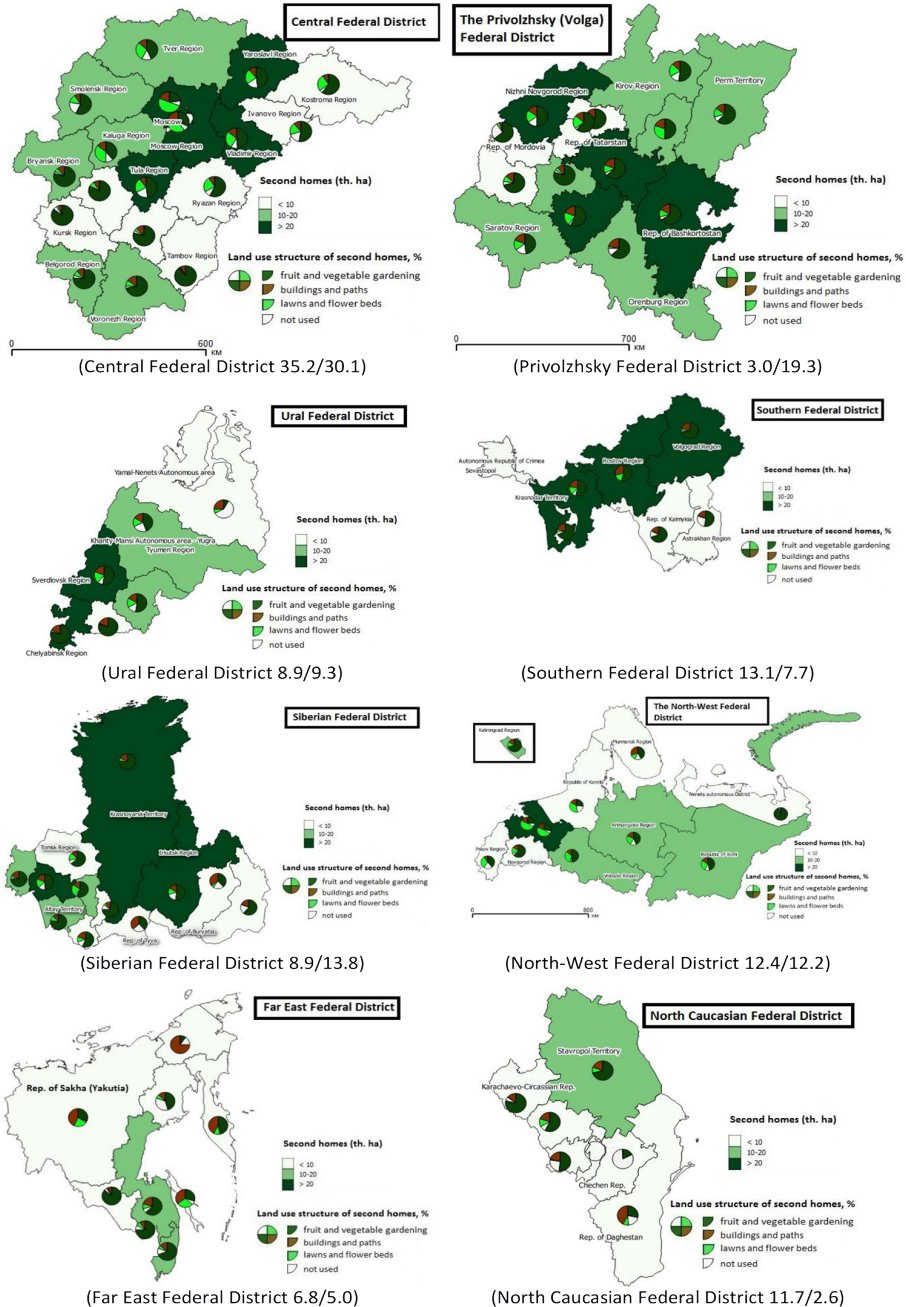 Central Federal District
Tver Region
Yaroslavl Region
Smolensk Region
Kostroma Region
Ivanovo Region
Moscow
Kaluga Region
Moscow Region
Vladimir Region
Bryansk Region
Tula Region
Ryazan Region
Kursk Region
Tambov Region
Belgorod Region
Voronezh Region
Second homes (th. ha)
< 10
10-20
> 20
Land use structure of second homes, %
fruit and vegetable gardening
buildings and paths
lawns and flower beds
not used
0 600 КМ
(Central Federal District 35.2/30.1)
The Privolzhsky (Volga)
Federal District
Kirov Region
Perm Territory
Nizhni Novgorod Region
Rep. of Mordovia
Rep. of Tatarstan
Saratov Region
Rep. of Bashkortostan
Orenburg Region
Second homes (th. ha)
< 10
10-20
> 20
Land use structure of second homes, %
fruit and vegetable gardening
buildings and paths
lawns and flower beds
not used
0 700 КМ
(Privolzhsky Federal District 3.0/19.3)
Ural Federal District
Yamal-Nenets Autonomous area
Khanty-Mansi Autonomous area - Yugra
Tyumen Region
Sverdlovsk Region
Chelyabinsk Region
Second homes (th. ha)
< 10
10-20
> 20
Land use structure of second homes, %
fruit and vegetable gardening
buildings and paths
lawns and flower beds
not used
(Ural Federal District 8.9/9.3)
Southern Federal District
Volgograd Region
Autonomous Republic of Crimea
Sevastopol
Rostov Region
Krasnodar Territory
Rep. of Kalmykia
Astrakhan Region
Second homes (th. ha)
< 10
10-20
> 20
Land use structure of second homes, %
fruit and vegetable gardening
buildings and paths
lawns and flower beds
not used
(Southern Federal District 13.1/7.7)
Siberian Federal District
Krasnoyarsk Territory
Tomsk Region
Irkutsk Region
Altay Territory
Rep. of Tyva
Rep. of Buryatia
Second homes (th. ha)
< 10
10-20
> 20
Land use structure of second homes, %
fruit and vegetable gardening
buildings and paths
lawns and flower beds
not used
(Siberian Federal District 8.9/13.8)
The North-West Federal
District
Kaliningrad Region
Murmansk Region
Republic of Karelia
Nenets autonomous District
Arkhangelsk Region
Pskov Region
Novgorod Region
Vologda Region
Republic of Komi
Second homes (th. ha)
< 10
10-20
> 20
Land use structure of second homes, %
fruit and vegetable gardening
buildings and paths
lawns and flower beds
not used
0 800 КМ
(North-West Federal District 12.4/12.2)
Far East Federal District
Rep. of Sakha (Yakutia)
Second homes (th. ha)
< 10
10-20
> 20
Land use structure of second homes, %
fruit and vegetable gardening
buildings and paths
lawns and flower beds
not used
(Far East Federal District 6.8/5.0)
North Caucasian Federal District
Stavropol Territory
Karachaevo-Circassian Rep.
Chechen Rep.
Rep. of Daghestan
Second homes (th. ha)
< 10
10-20
> 20
Land use structure of second homes, %
fruit and vegetable gardening
buildings and paths
lawns and flower beds
not used
(North Caucasian Federal District 11.7/2.6)